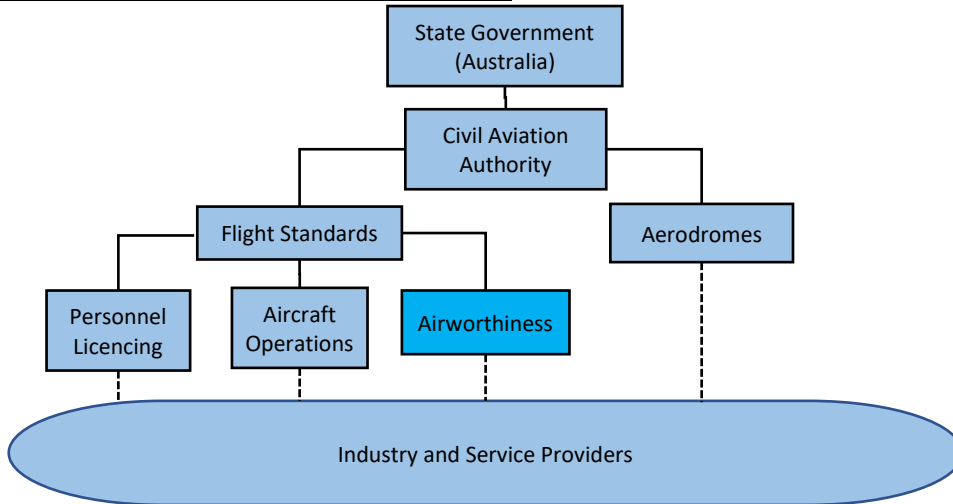 State Government
(Australia)
Civil Aviation
Authority
Flight Standards
Aerodromes
Personnel
Licencing
Aircraft
Operations
Airworthiness
Industry and Service Providers